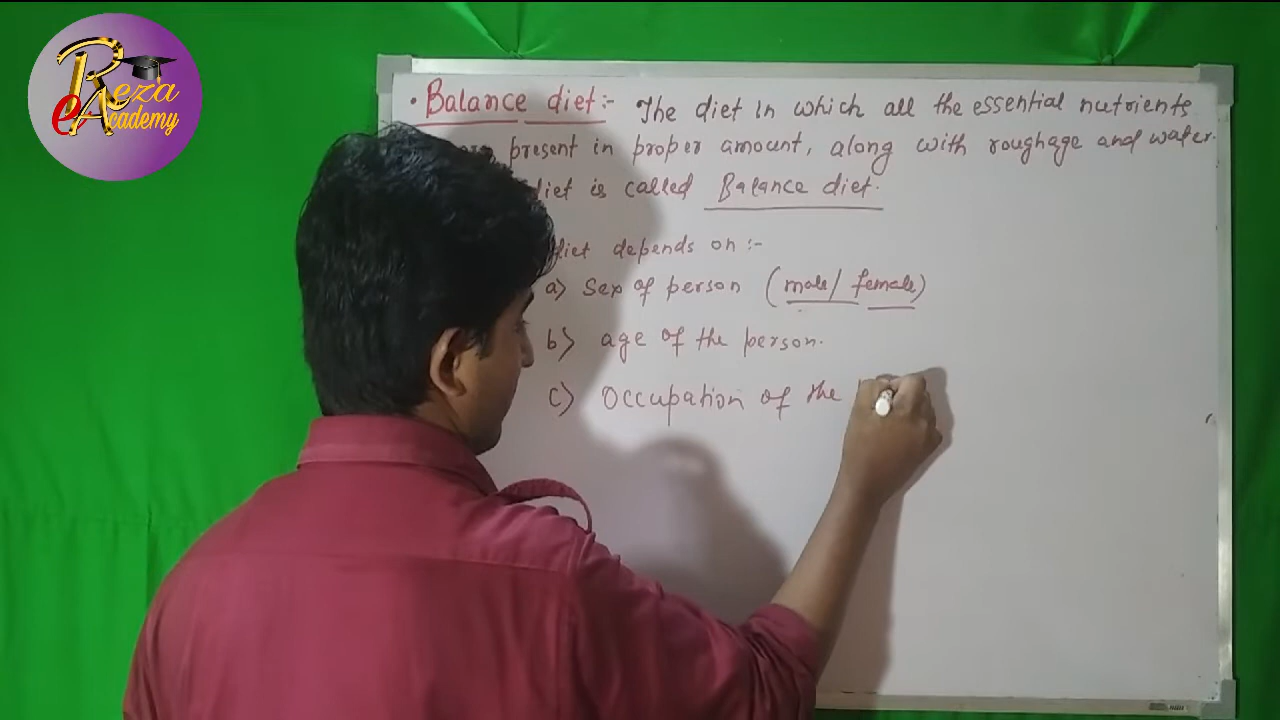 Reza
eAcademy
• Balance diet:- The diet in which all the essential nutrients
are present in proper amount, along with roughage and water.
diet is called Balance diet.
diet depends on :-
a) Sex of person (male/female)
b) age of the person.
c) Occupation of the